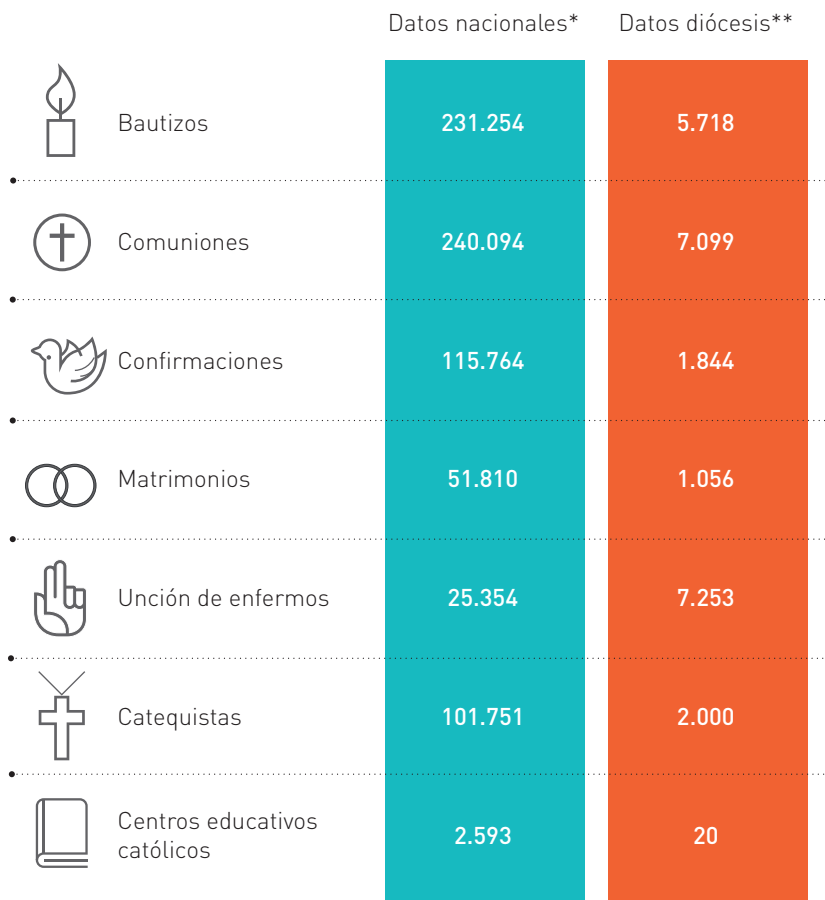 Datos nacionales* Datos diócesis**
Bautizos 231.254 5.718
Comuniones 240.094 7.099
Confirmaciones 115.764 1.844
Matrimonios 51.810 1.056
Unción de enfermos 25.354 7.253
Catequistas 101.751 2.000
Centros educativos
católicos 2.593 20